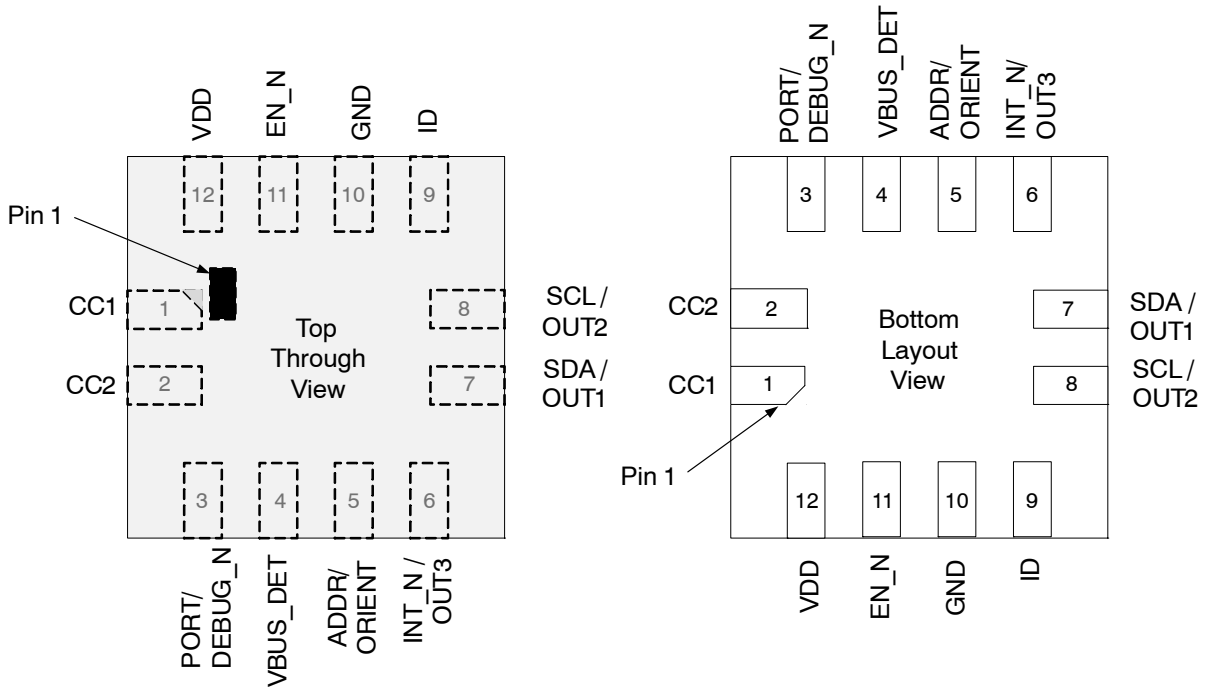 VDD
EN_N
GND
ID
12
11
10
9
Pin 1
CC1
1
8
SCL /
OUT2
Top
Through
View
CC2
2
7
SDA /
OUT1
3
4
5
6
PORT/
DEBUG_N
VBUS_DET
ADDR/
ORIENT
INT_N /
OUT3
PORT/
DEBUG_N
VBUS_DET
ADDR/
ORIENT
INT_N/
OUT3
3
4
5
6
CC2
2
7
SDA /
OUT1
Bottom
Layout
View
CC1
1
8
SCL/
OUT2
Pin 1
12
11
10
9
VDD
EN_N
GND
ID